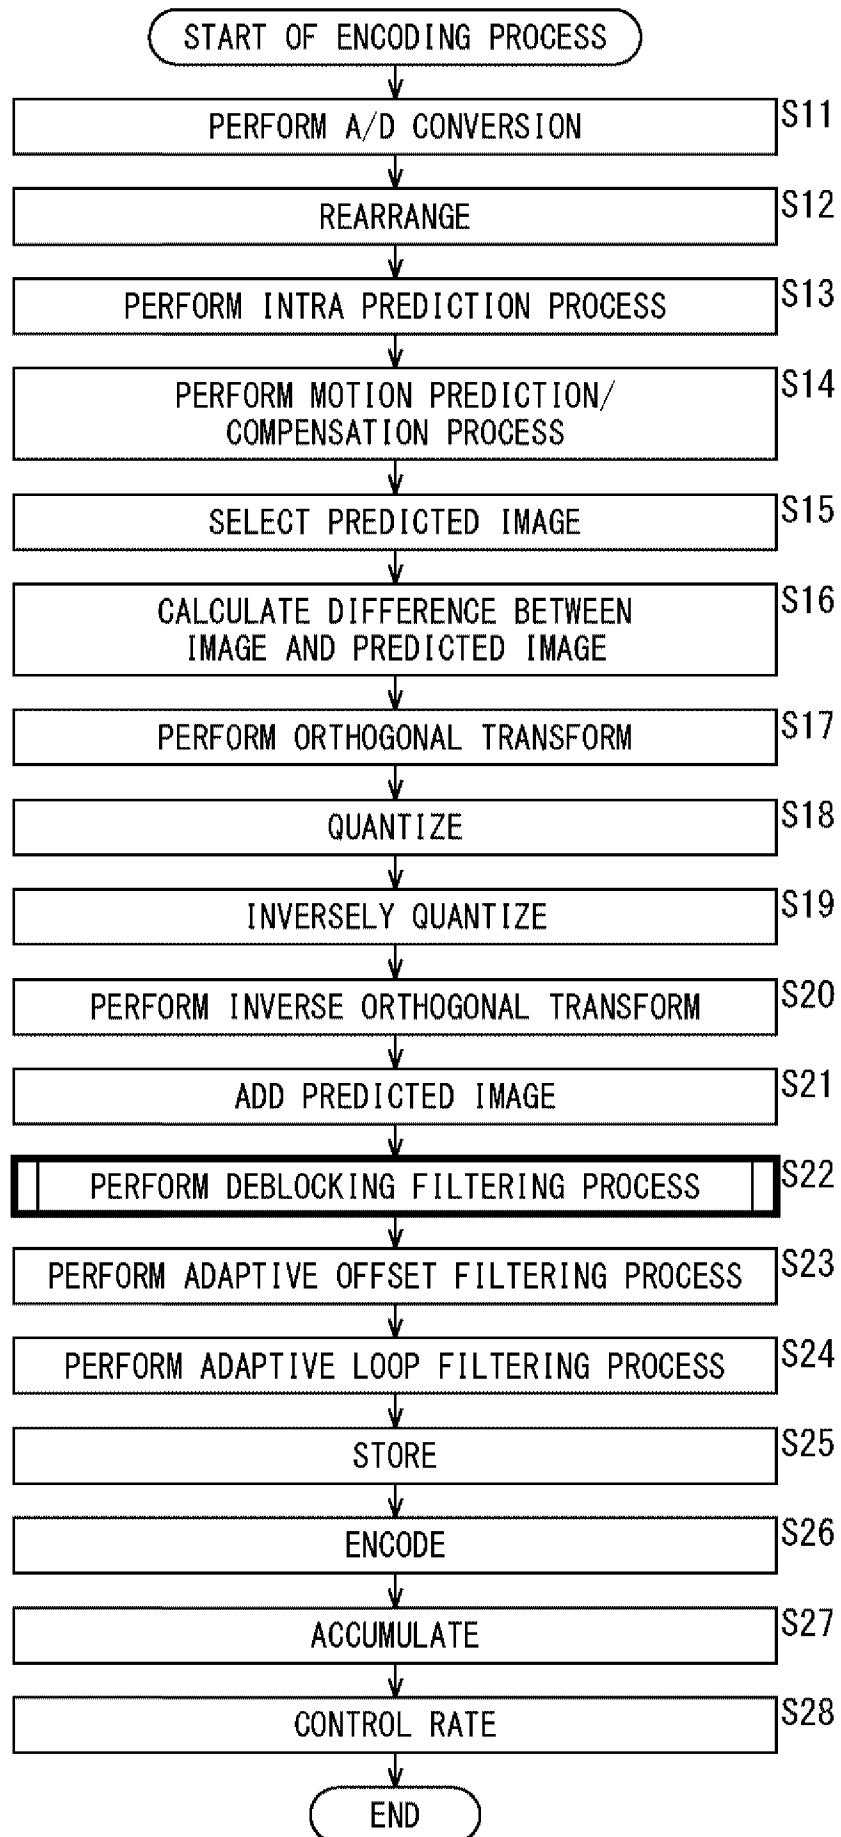 START OF ENCODING PROCESS
S11
PERFORM A/D CONVERSION
S12
REARRANGE
S13
PERFORM INTRA PREDICTION PROCESS
S14
PERFORM MOTION PREDICTION/
COMPENSATION PROCESS
S15
SELECT PREDICTED IMAGE
S16
CALCULATE DIFFERENCE BETWEEN
IMAGE AND PREDICTED IMAGE
S17
PERFORM ORTHOGONAL TRANSFORM
S18
QUANTIZE
S19
INVERSELY QUANTIZE
S20
PERFORM INVERSE ORTHOGONAL TRANSFORM
S21
ADD PREDICTED IMAGE
S22
PERFORM DEBLOCKING FILTERING PROCESS
S23
PERFORM ADAPTIVE OFFSET FILTERING PROCESS
S24
PERFORM ADAPTIVE LOOP FILTERING PROCESS
S25
STORE
S26
ENCODE
S27
ACCUMULATE
S28
CONTROL RATE
END